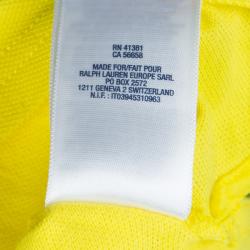 RN 41381
CA 56658
MADE FOR/FAIT POUR
RALPH LAUREN EUROPE SARL
PO BOX 2572
1211 GENEVA 2 SWITZERLAND
N.I.F. : IT03945310963